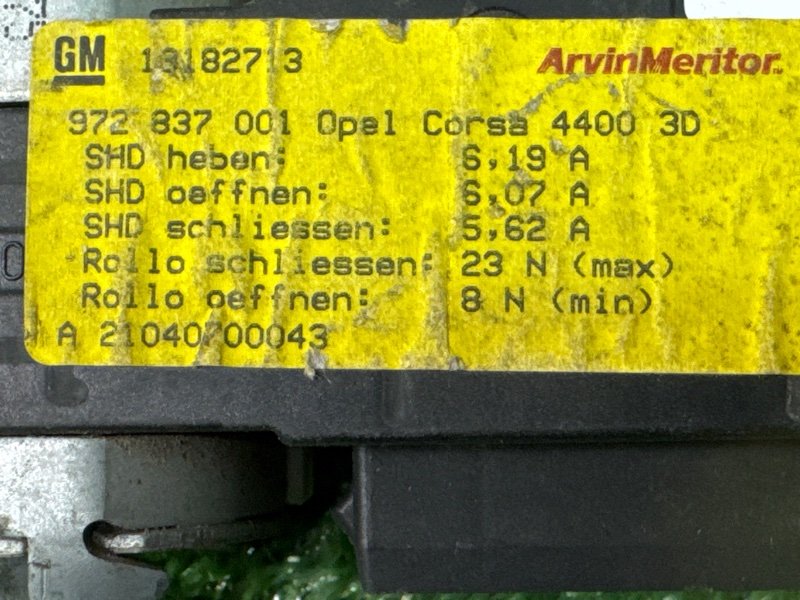 GM 13182713 ArvinMeritor
972 837 001 Opel Corsa 4400 3D
SHD heben: 6,19 A
SHD oeffnen: 6,07 A
SHD schliessen: 5,62 A
Rollo schliessen: 23 N (max)
Rollo oeffnen: 8 N (min)
A 21040700043